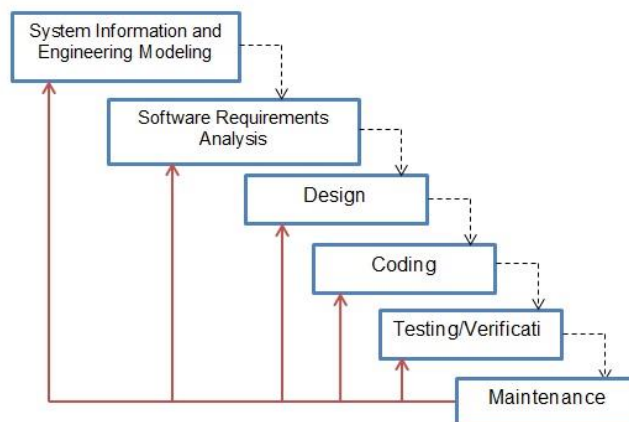 System Information and
Engineering Modeling
Software Requirements
Analysis
Design
Coding
Testing/Verificati
Maintenance